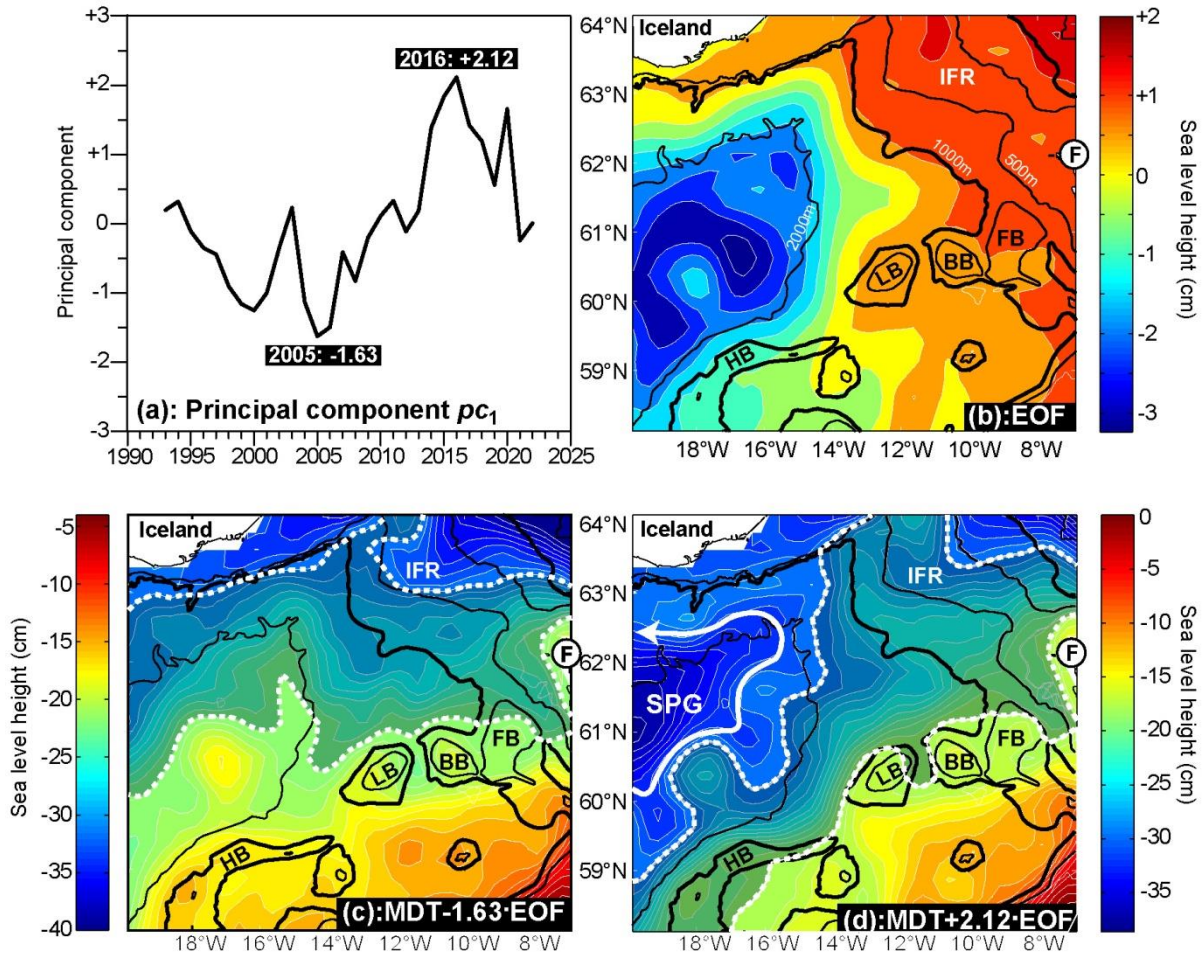 +3
+2
+1
0
-1
-2
-3
Principal component
2016: +2.12
2005: -1.63
(a): Principal component pc₁
1990 1995 2000 2005 2010 2015 2020 2025
64°N
63°N
62°N
61°N
60°N
59°N
Iceland
IFR
1000m
500m
2000m
F
FB
BB
LB
HB
(b):EOF
18°W 16°W 14°W 12°W 10°W 8°W
+2
+1
0
-1
-2
-3
Sea level height (cm)
-5
-10
-15
-20
-25
-30
-35
-40
Sea level height (cm)
Iceland
IFR
F
FB
BB
LB
HB
(c):MDT-1.63·EOF
18°W 16°W 14°W 12°W 10°W 8°W
64°N
63°N
62°N
61°N
60°N
59°N
Iceland
IFR
F
SPG
FB
BB
LB
HB
(d):MDT+2.12·EOF
18°W 16°W 14°W 12°W 10°W 8°W
0
-5
-10
-15
-20
-25
-30
-35
Sea level height (cm)